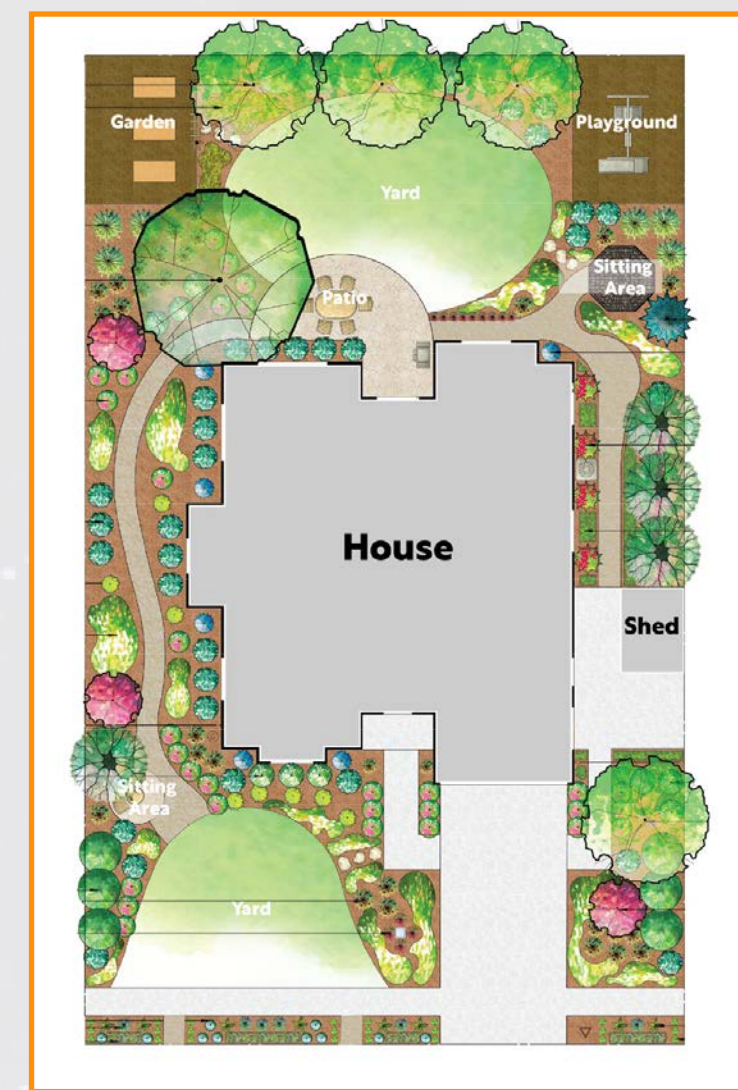 Garden
Playground
Yard
Sitting
Area
Patio
House
Shed
Sitting
Area
Yard